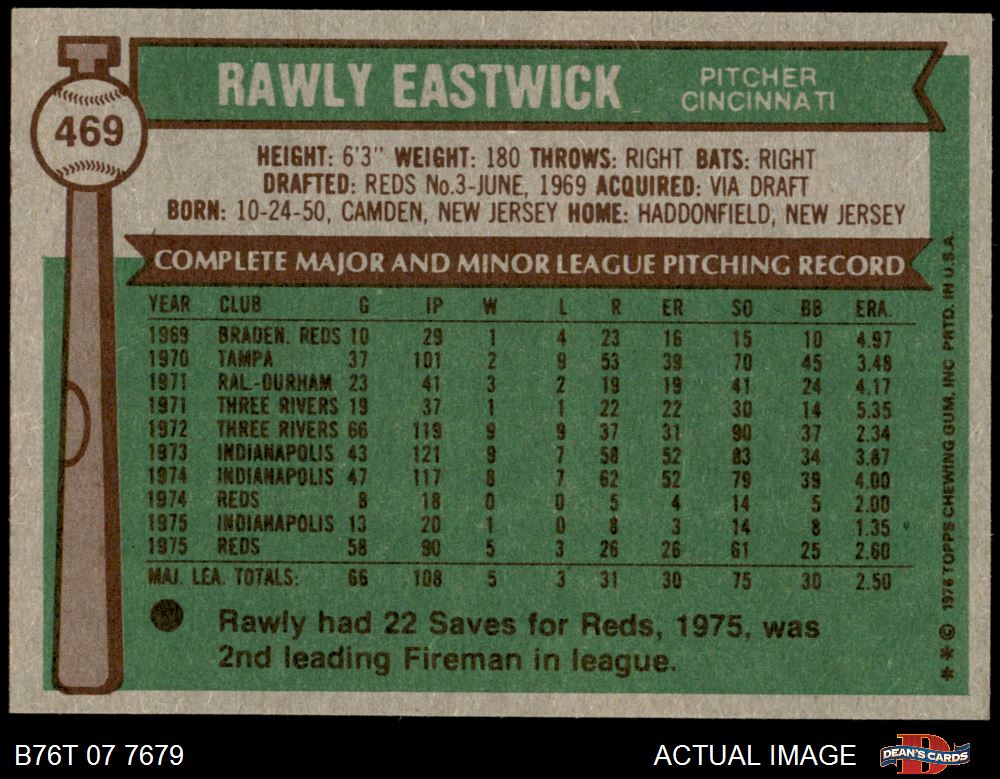 469
RAWLY EASTWICK
PITCHER
CINCINNATI
HEIGHT: 6'3" WEIGHT: 180 THROWS: RIGHT BATS: RIGHT
DRAFTED: REDS No.3-JUNE, 1969 ACQUIRED: VIA DRAFT
BORN: 10-24-50, CAMDEN, NEW JERSEY HOME: HADDONFIELD, NEW JERSEY
COMPLETE MAJOR AND MINOR LEAGUE PITCHING RECORD
YEAR CLUB G IP W L R ER SO BB ERA.
1969 BRADEN. REDS 10 29 1 4 23 16 15 10 4.97
1970 TAMPA 37 101 2 9 53 39 70 45 3.48
1971 RAL.-DURHAM 23 41 3 2 19 19 41 24 4.17
1971 THREE RIVERS 19 37 1 1 22 22 30 14 5.35
1972 THREE RIVERS 66 119 9 9 37 31 90 37 2.34
1973 INDIANAPOLIS 43 121 9 7 58 52 83 34 3.87
1974 INDIANAPOLIS 47 117 8 7 62 52 79 39 4.00
1974 REDS 8 18 0 0 5 4 14 5 2.00
1975 INDIANAPOLIS 13 20 1 0 8 3 14 8 1.35
1975 REDS 58 90 5 3 26 26 61 25 2.60
MAJ. LEA. TOTALS: 66 108 5 3 31 30 75 30 2.50
Rawly had 22 Saves for Reds, 1975, was
2nd leading Fireman in league.
** © 1976 TOPPS CHEWING GUM, INC PRTD. IN U.S.A.
B76T 07 7679
ACTUAL IMAGE
DEAN'S CARDS